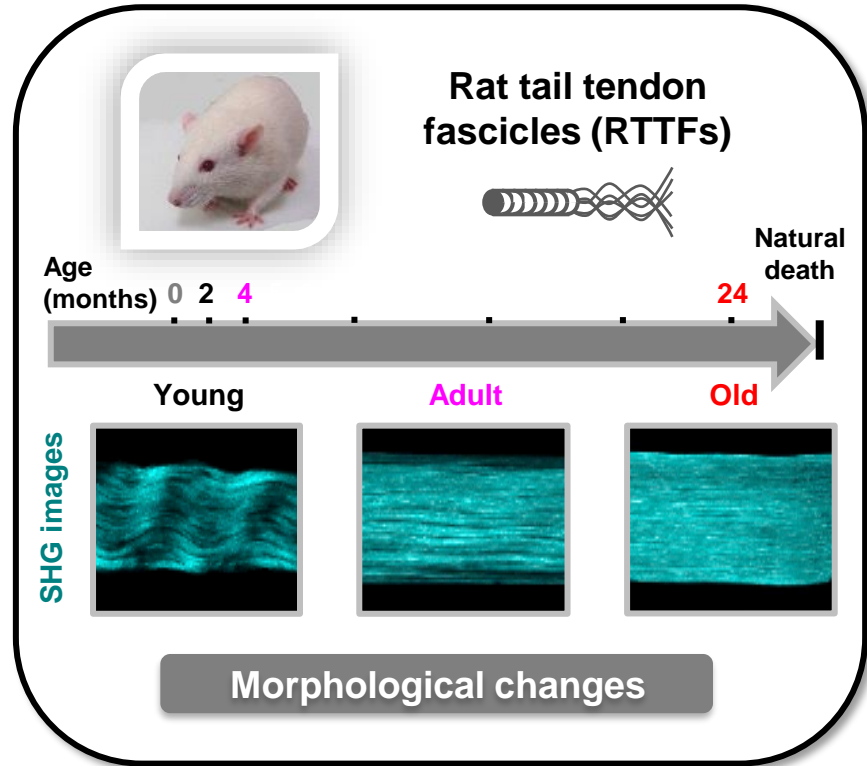 Rat tail tendon
fascicles (RTTFs)
Natural
death
Age
(months) 0 2 4 24
Young Adult Old
SHG images
Morphological changes